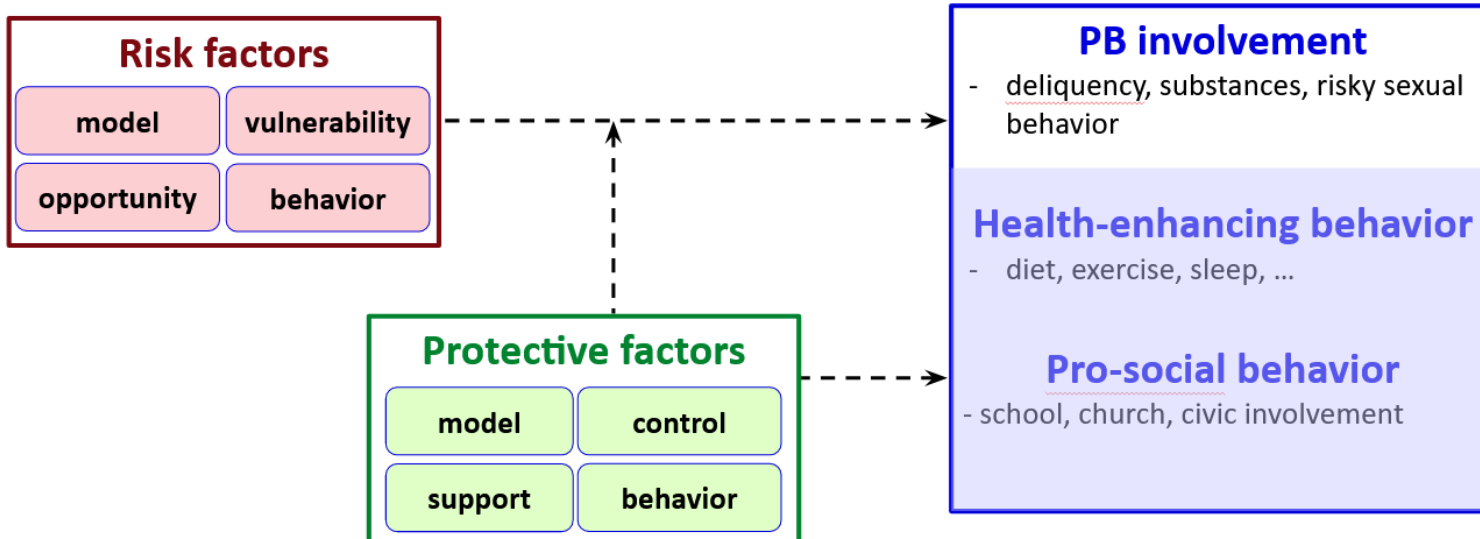 Risk factors
model
vulnerability
opportunity
behavior
Protective factors
model
control
support
behavior
PB involvement
- deliquency, substances, risky sexual
behavior
Health-enhancing behavior
- diet, exercise, sleep, ...
Pro-social behavior
- school, church, civic involvement